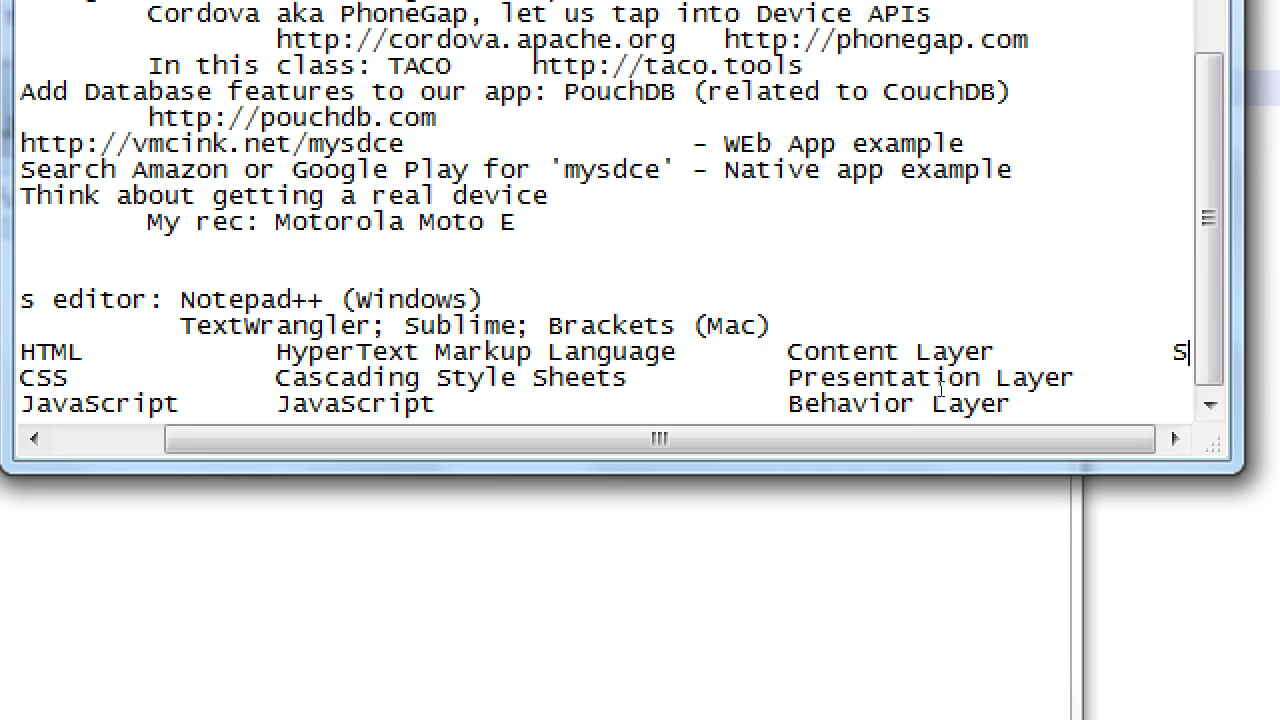 Cordova aka PhoneGap, let us tap into Device APIs
http://cordova.apache.org http://phonegap.com
In this class: TACO http://taco.tools
Add Database features to our app: PouchDB (related to CouchDB)
http://pouchdb.com
http://vmcink.net/mysdce - WEb App example
Search Amazon or Google Play for 'mysdce' - Native app example
Think about getting a real device
My rec: Motorola Moto E
s editor: Notepad++ (Windows)
TextWrangler; Sublime; Brackets (Mac)
HTML HyperText Markup Language Content Layer S
CSS Cascading Style Sheets Presentation Layer
JavaScript JavaScript Behavior Layer